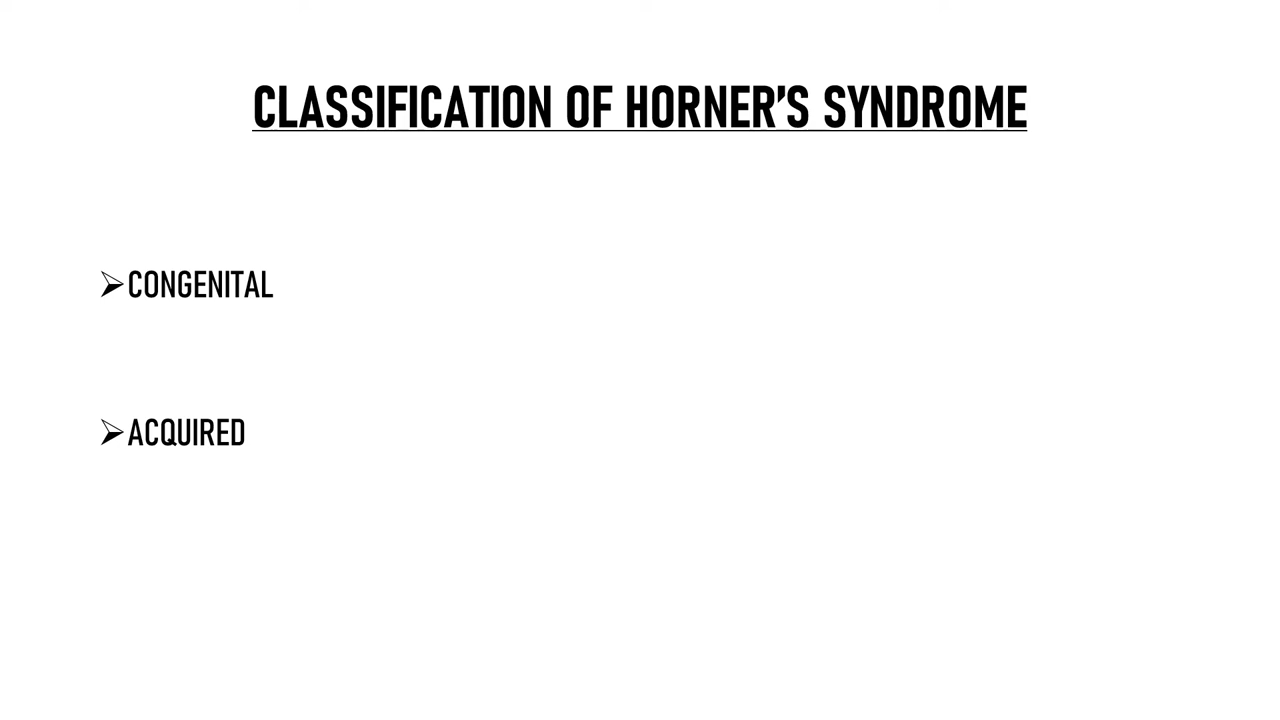 CLASSIFICATION OF HORNER’S SYNDROME
➢CONGENITAL
➢ACQUIRED